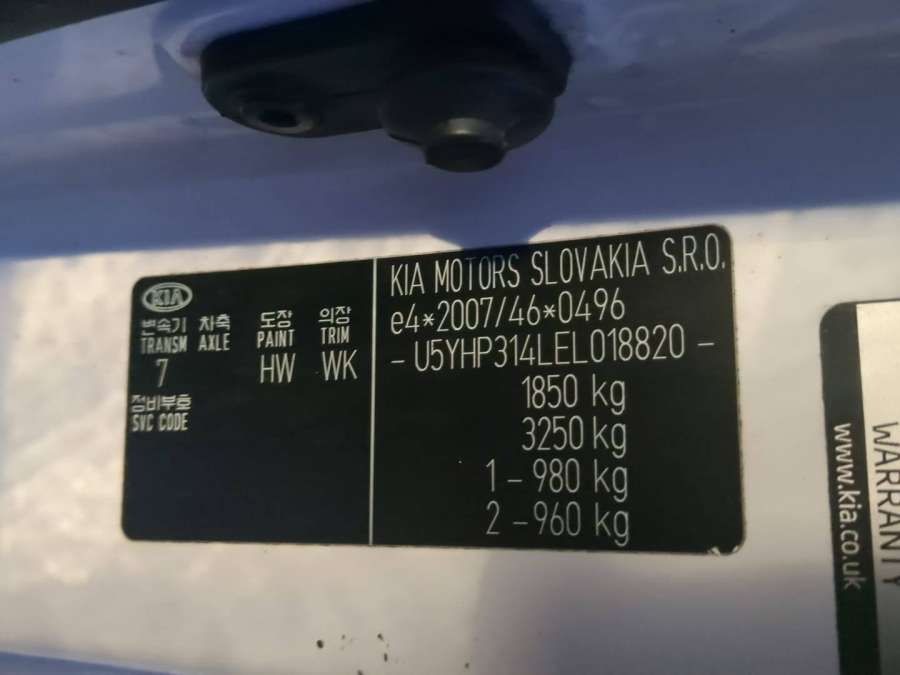 KIA
변속기 차축 도장 의장
TRANSM AXLE PAINT TRIM
7 HW WK
정비부호
SVC CODE
KIA MOTORS SLOVAKIA S.R.O.
e4*2007/46*0496
- U5YHP314LEL018820 -
1850 kg
3250 kg
1 - 980 kg
2 - 960 kg
www.kia.co.uk
WARRANTY